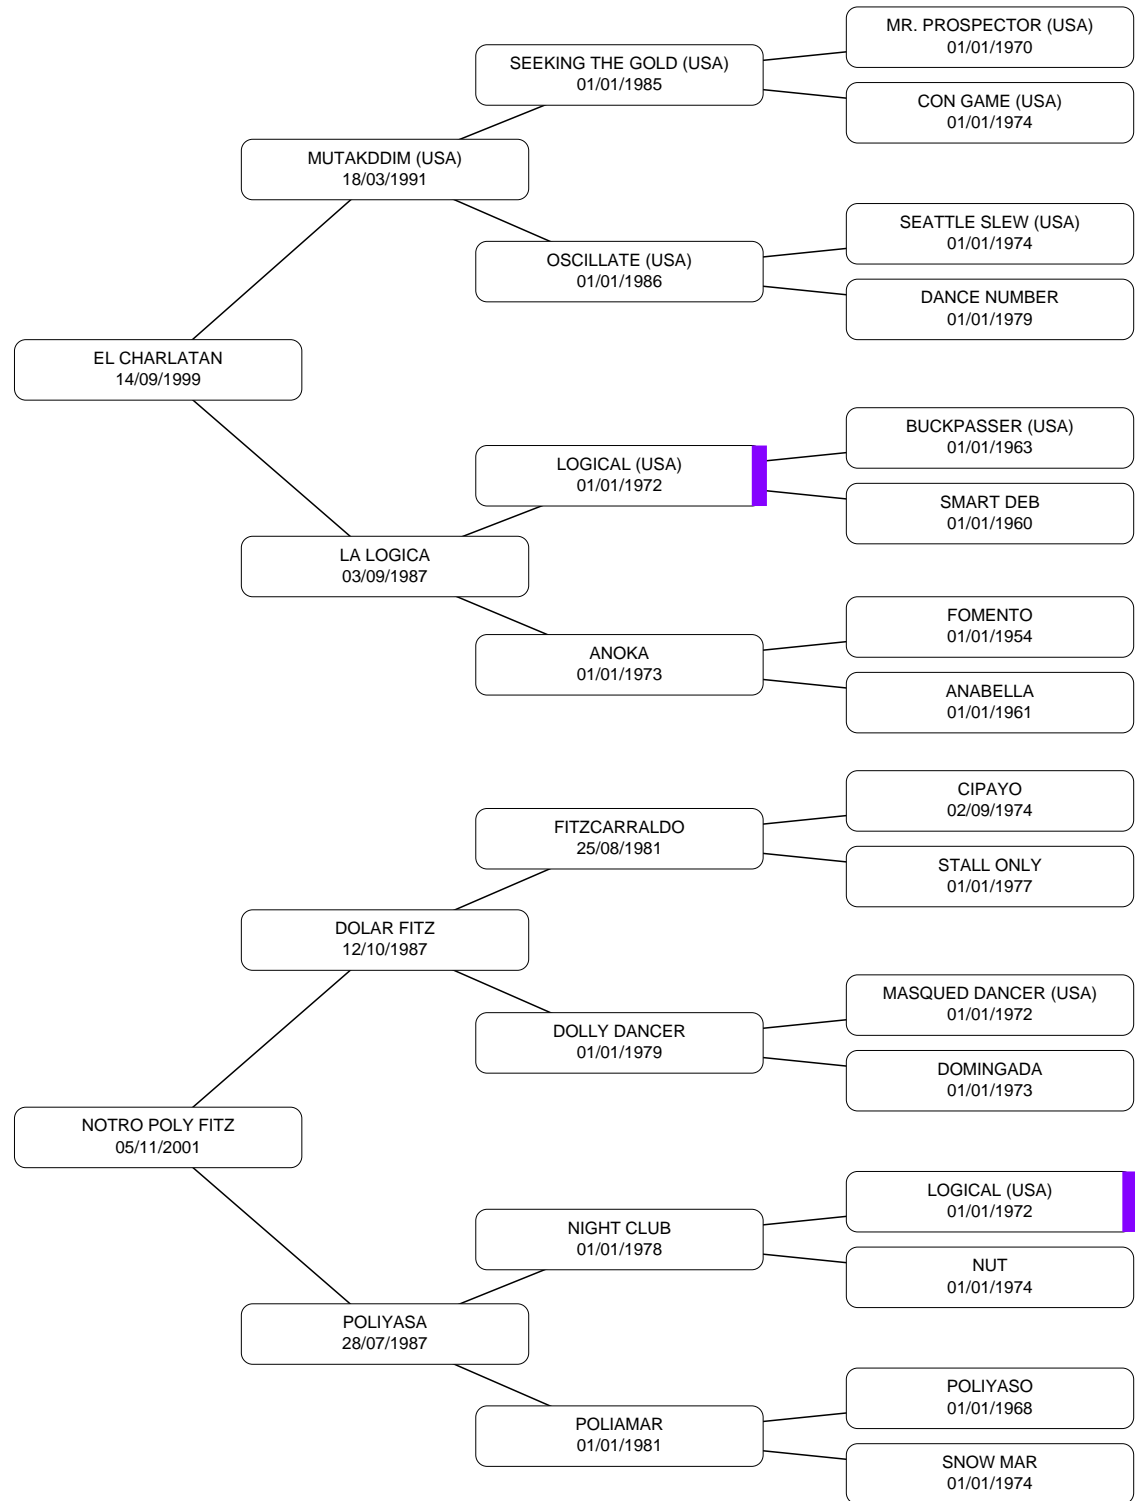 MR. PROSPECTOR (USA)
01/01/1970
SEEKING THE GOLD (USA)
01/01/1985
CON GAME (USA)
01/01/1974
MUTAKDDIM (USA)
18/03/1991
SEATTLE SLEW (USA)
01/01/1974
OSCILLATE (USA)
01/01/1986
DANCE NUMBER
01/01/1979
EL CHARLATAN
14/09/1999
BUCKPASSER (USA)
01/01/1963
LOGICAL (USA)
01/01/1972
SMART DEB
01/01/1960
LA LOGICA
03/09/1987
FOMENTO
01/01/1954
ANOKA
01/01/1973
ANABELLA
01/01/1961
CIPAYO
02/09/1974
FITZCARRALDO
25/08/1981
STALL ONLY
01/01/1977
DOLAR FITZ
12/10/1987
MASQUED DANCER (USA)
01/01/1972
DOLLY DANCER
01/01/1979
DOMINGADA
01/01/1973
NOTRO POLY FITZ
05/11/2001
LOGICAL (USA)
01/01/1972
NIGHT CLUB
01/01/1978
NUT
01/01/1974
POLIYASA
28/07/1987
POLIYASO
01/01/1968
POLIAMAR
01/01/1981
SNOW MAR
01/01/1974